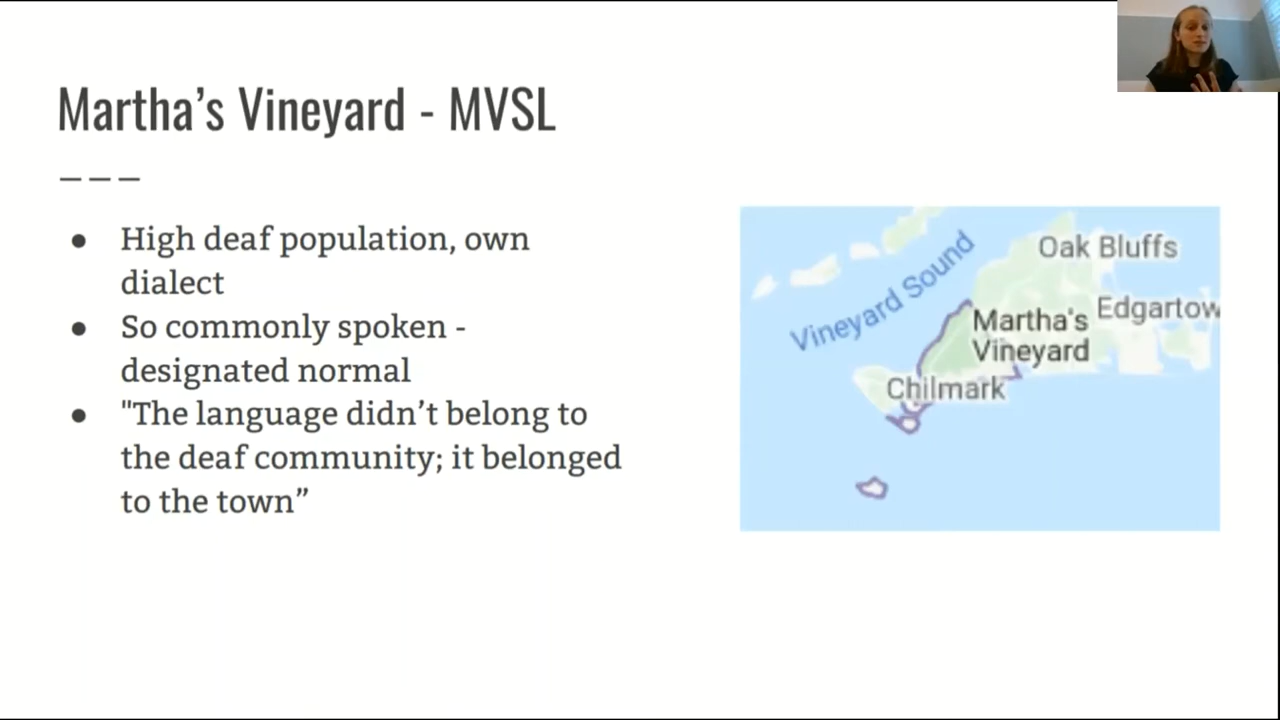 Martha’s Vineyard - MVSL
● High deaf population, own
dialect
● So commonly spoken -
designated normal
● "The language didn’t belong to
the deaf community; it belonged
to the town”
Vineyard Sound
Oak Bluffs
Edgartow
Martha's
Vineyard
Chilmark